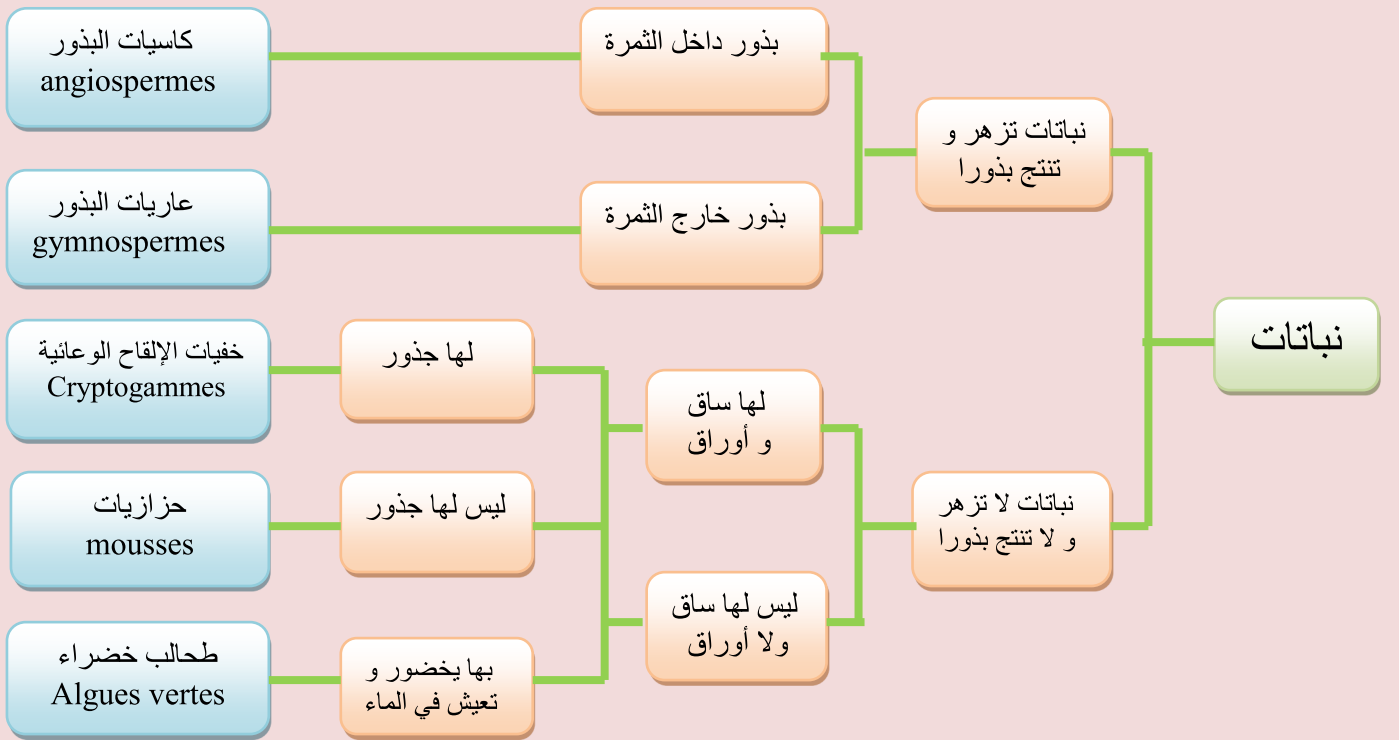 نباتات
نباتات تزهر و
تنتج بذورا
بذور داخل الثمرة
كاسيات البذور
angiospermes
بذور خارج الثمرة
عاريات البذور
gymnospermes
نباتات لا تزهر
و لا تنتج بذورا
لها ساق
و أوراق
لها جذور
خفيات الإلقاح الوعائية
Cryptogammes
ليس لها جذور
حزازيات
mousses
ليس لها ساق
ولا أوراق
بها يخضور و
تعيش في الماء
طحالب خضراء
Algues vertes